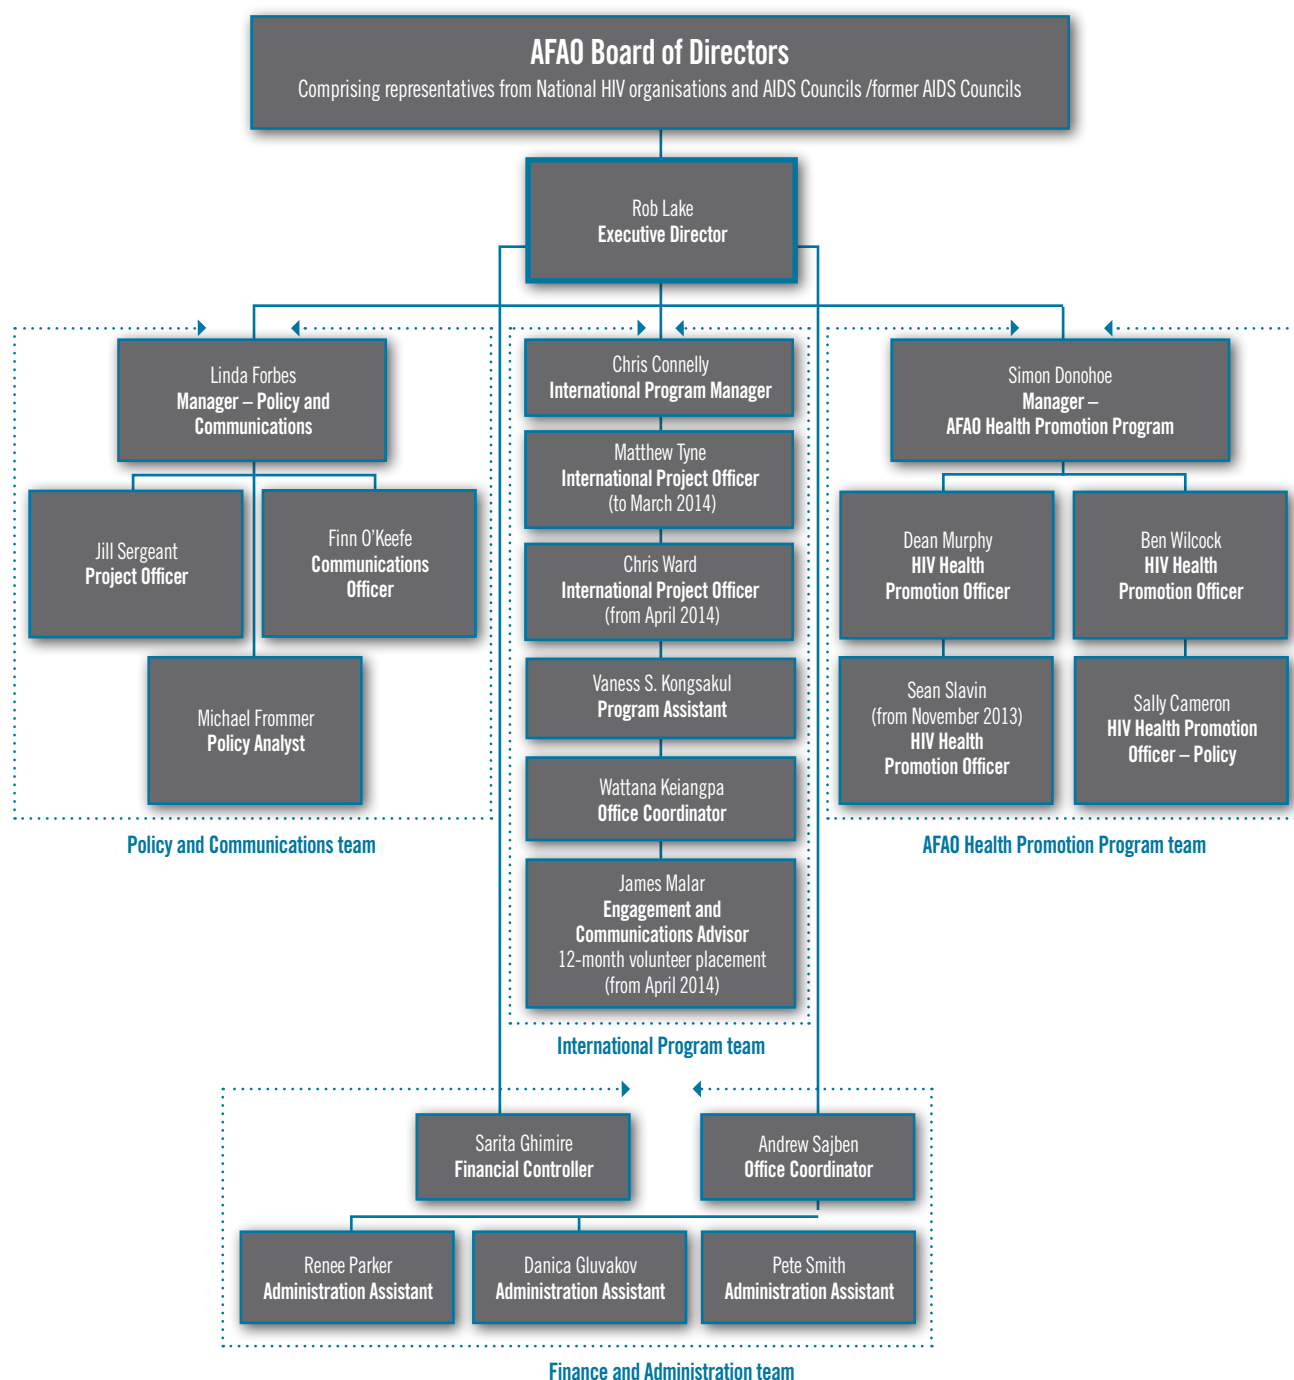 AFAO Board of Directors
Comprising representatives from National HIV organisations and AIDS Councils /former AIDS Councils
Rob Lake
Executive Director
Linda Forbes
Manager – Policy and
Communications
Jill Sergeant
Project Officer
Finn O'Keefe
Communications
Officer
Michael Frommer
Policy Analyst
Policy and Communications team
Chris Connelly
International Program Manager
Matthew Tyne
International Project Officer
(to March 2014)
Chris Ward
International Project Officer
(from April 2014)
Vaness S. Kongsakul
Program Assistant
Wattana Keiangpa
Office Coordinator
James Malar
Engagement and
Communications Advisor
12-month volunteer placement
(from April 2014)
International Program team
Simon Donohoe
Manager –
AFAO Health Promotion Program
Dean Murphy
HIV Health
Promotion Officer
Ben Wilcock
HIV Health
Promotion Officer
Sean Slavin
(from November 2013)
HIV Health
Promotion Officer
Sally Cameron
HIV Health Promotion
Officer – Policy
AFAO Health Promotion Program team
Sarita Ghimire
Financial Controller
Andrew Sajben
Office Coordinator
Renee Parker
Administration Assistant
Danica Gluvakov
Administration Assistant
Pete Smith
Administration Assistant
Finance and Administration team